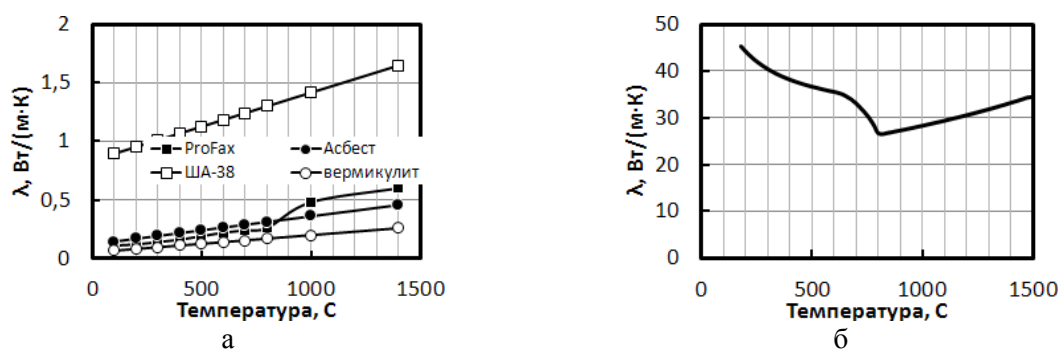 2
1,5
1
0,5
0
λ, Вт/(м·К)
ProFax
Асбест
ША-38
вермикулит
0 500 1000 1500
Температура, С
а
50
40
30
20
10
0
λ, Вт/(м·К)
0 500 1000 1500
Температура, С
б